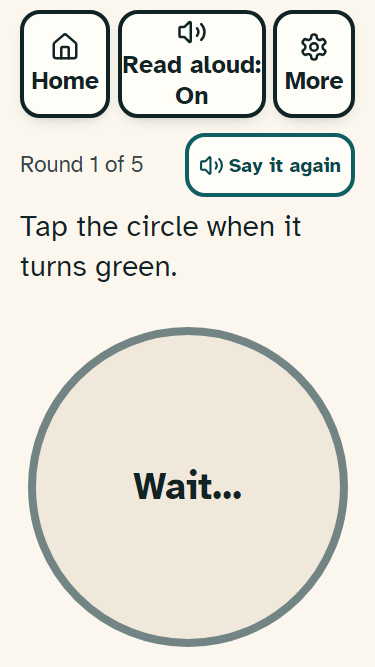 Home
Read aloud:
On
More
Round 1 of 5
Say it again
Tap the circle when it
turns green.
Wait...